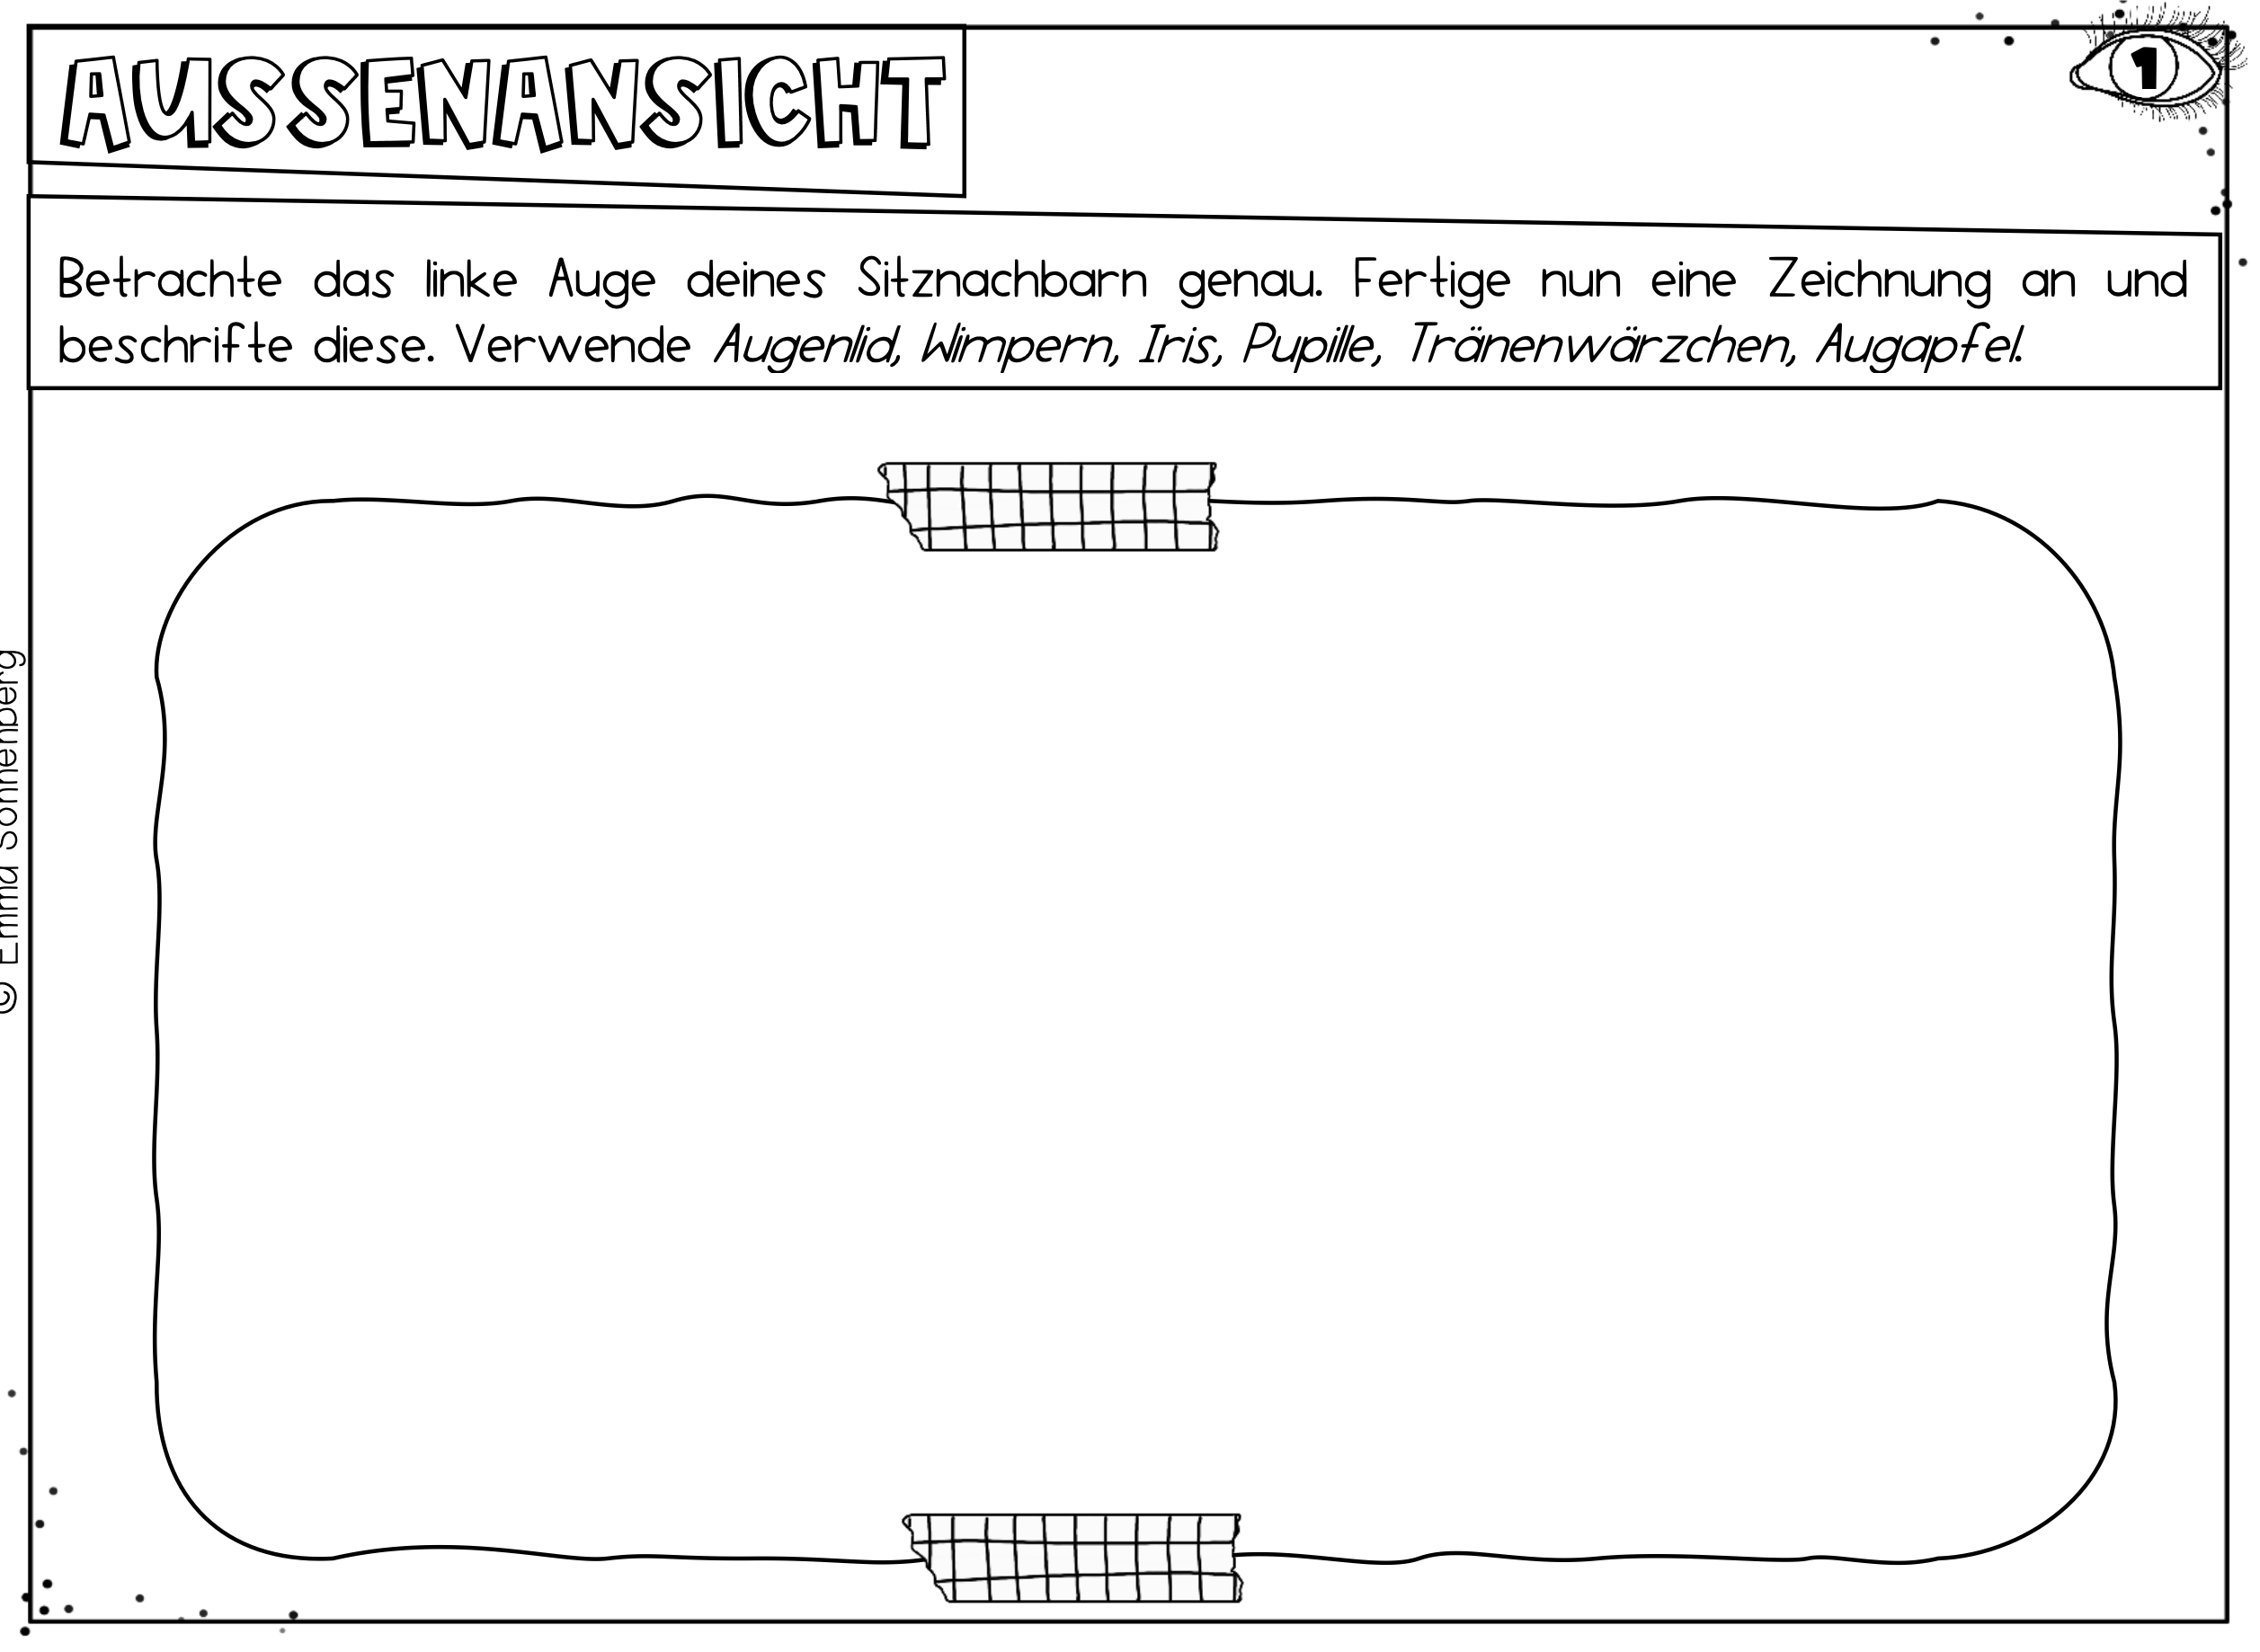 AUSSENANSICHT
1
Betrachte das linke Auge deines Sitznachbarn genau. Fertige nun eine Zeichnung an und
beschrifte diese. Verwende Augenlid, Wimpern, Iris, Pupille, Tränenwärzchen, Augapfel.
© Emma Sonnenberg